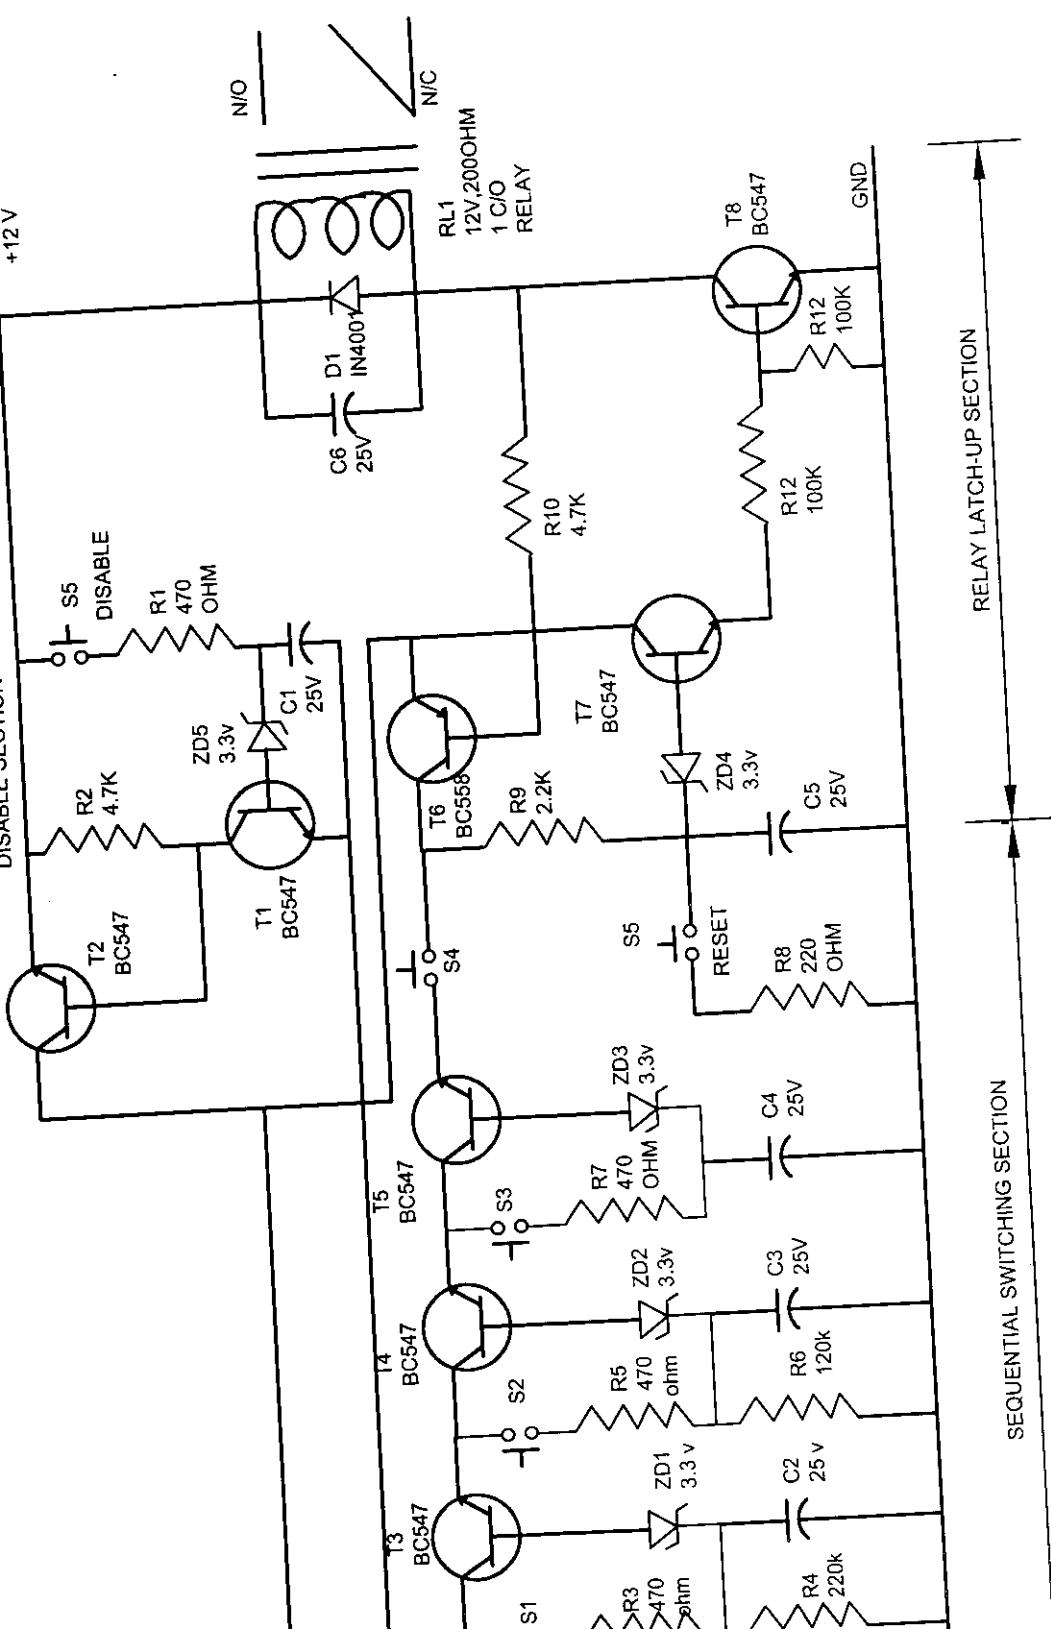 +12 V
N/O
N/C
RL1
12V,200OHM
1 C/O
RELAY
D1
IN4001
C6
25V
T8
BC547
GND
R12
100K
R12
100K
R10
4.7K
S5
DISABLE
R1
470
OHM
C1
25V
ZD5
3.3v
R2
4.7K
DISABLE SECTION
T1
BC547
T2
BC547
T6
BC558
T7
BC547
R9
2.2K
ZD4
3.3v
C5
25V
S5
RESET
R8
220
OHM
S4
ZD3
3.3v
C4
25V
R7
470
OHM
S3
T5
BC547
ZD2
3.3v
C3
25V
R5
470
ohm
R6
120k
S2
T4
BC547
ZD1
3.3 v
C2
25 v
T3
BC547
S1
R3
470
ohm
R4
220k
RELAY LATCH-UP SECTION
SEQUENTIAL SWITCHING SECTION